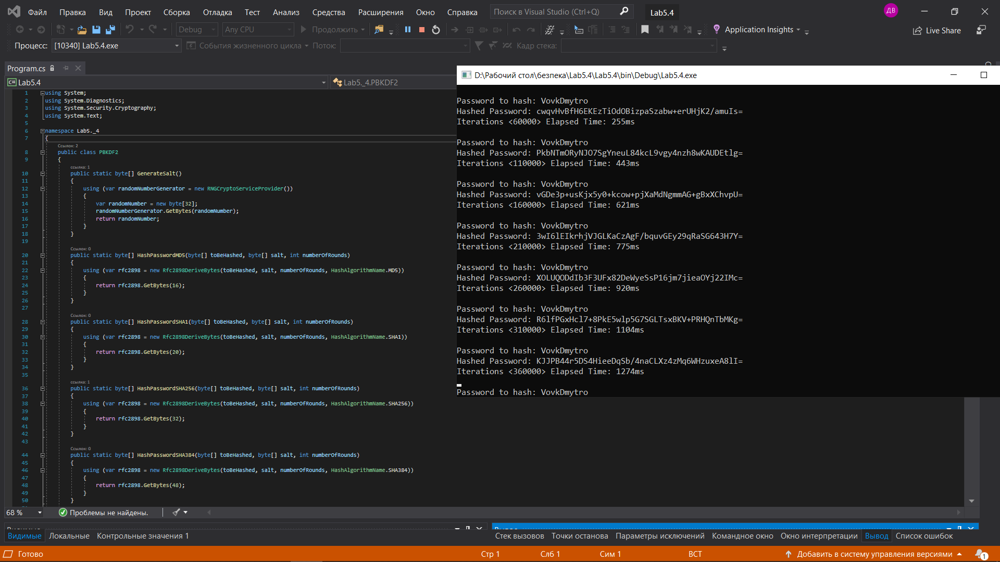 Файл Правка Вид Проект Сборка Отладка Тест Анализ Средства Расширения Окно Справка Поиск в Visual Studio (Ctrl+Q) Lab5.4 ДВ
Debug Any CPU Продолжить Application Insights Live Share
Процесс: [10340] Lab5.4.exe События жизненного цикла Поток: Кадр стека:
Program.cs
Lab5.4 Lab5._4.PBKDF2
1 using System;
2 using System.Diagnostics;
3 using System.Security.Cryptography;
4 using System.Text;
5
6 namespace Lab5._4
7 {
Ссылок: 2
8 public class PBKDF2
9 {
ссылка: 1
10 public static byte[] GenerateSalt()
11 {
12 using (var randomNumberGenerator = new RNGCryptoServiceProvider())
13 {
14 var randomNumber = new byte[32];
15 randomNumberGenerator.GetBytes(randomNumber);
16 return randomNumber;
17 }
18 }
19
Ссылок: 0
20 public static byte[] HashPasswordMD5(byte[] toBeHashed, byte[] salt, int numberOfRounds)
21 {
22 using (var rfc2898 = new Rfc2898DeriveBytes(toBeHashed, salt, numberOfRounds, HashAlgorithmName.MD5))
23 {
24 return rfc2898.GetBytes(16);
25 }
26 }
27
Ссылок: 0
28 public static byte[] HashPasswordSHA1(byte[] toBeHashed, byte[] salt, int numberOfRounds)
29 {
30 using (var rfc2898 = new Rfc2898DeriveBytes(toBeHashed, salt, numberOfRounds, HashAlgorithmName.SHA1))
31 {
32 return rfc2898.GetBytes(20);
33 }
34 }
35
ссылка: 1
36 public static byte[] HashPasswordSHA256(byte[] toBeHashed, byte[] salt, int numberOfRounds)
37 {
38 using (var rfc2898 = new Rfc2898DeriveBytes(toBeHashed, salt, numberOfRounds, HashAlgorithmName.SHA256))
39 {
40 return rfc2898.GetBytes(32);
41 }
42 }
43
Ссылок: 0
44 public static byte[] HashPasswordSHA384(byte[] toBeHashed, byte[] salt, int numberOfRounds)
45 {
46 using (var rfc2898 = new Rfc2898DeriveBytes(toBeHashed, salt, numberOfRounds, HashAlgorithmName.SHA384))
47 {
48 return rfc2898.GetBytes(48);
49 }
50 }
D:\Рабочий стол\безпека\Lab5.4\Lab5.4\bin\Debug\Lab5.4.exe
Password to hash: VovkDmytro
Hashed Password: cwqvHvBfH6EKEzTiOdOBizpaSzabw+erUHjK2/amuIs=
Iterations <60000> Elapsed Time: 255ms
Password to hash: VovkDmytro
Hashed Password: PkbNTmORyNJO7SgYneuL84kcL9vgy4nzh8wKAUDEtlg=
Iterations <110000> Elapsed Time: 443ms
Password to hash: VovkDmytro
Hashed Password: vGDe3p+usKjx5y0+kcow+pjXaMdNgmmAG+gBxXChvpU=
Iterations <160000> Elapsed Time: 621ms
Password to hash: VovkDmytro
Hashed Password: 3wI6lEIkrhjVJGLKaCzAgF/bquvGEy29qRaSG643H7Y=
Iterations <210000> Elapsed Time: 775ms
Password to hash: VovkDmytro
Hashed Password: XOLUQODdIb3F3UFx82DeWyeSsP16jm7jieaOYj22IMc=
Iterations <260000> Elapsed Time: 920ms
Password to hash: VovkDmytro
Hashed Password: R6lfPGxHcl7+8PkE5wlp5G7SGLTsxBKV+PRHQnTbMKg=
Iterations <310000> Elapsed Time: 1104ms
Password to hash: VovkDmytro
Hashed Password: KJJPB44r5DS4HieeDqSb/4naCLXz4zMq6WHzuxeA8lI=
Iterations <360000> Elapsed Time: 1274ms
Password to hash: VovkDmytro
68 % Проблемы не найдены.
Видимые Вывод
Видимые Локальные Контрольные значения 1 Стек вызовов Точки останова Параметры исключений Командное окно Окно интерпретации Вывод Список ошибок
Готово Стр 1 Слб 1 Сим 1 ВСТ Добавить в систему управления версиями 1